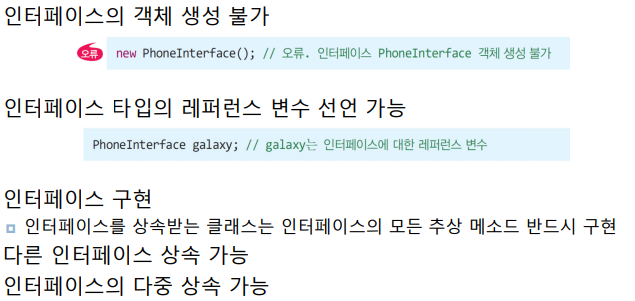 인터페이스의 객체 생성 불가
오류 new PhoneInterface(); // 오류. 인터페이스 PhoneInterface 객체 생성 불가
인터페이스 타입의 레퍼런스 변수 선언 가능
PhoneInterface galaxy; // galaxy는 인터페이스에 대한 레퍼런스 변수
인터페이스 구현
인터페이스를 상속받는 클래스는 인터페이스의 모든 추상 메소드 반드시 구현
다른 인터페이스 상속 가능
인터페이스의 다중 상속 가능